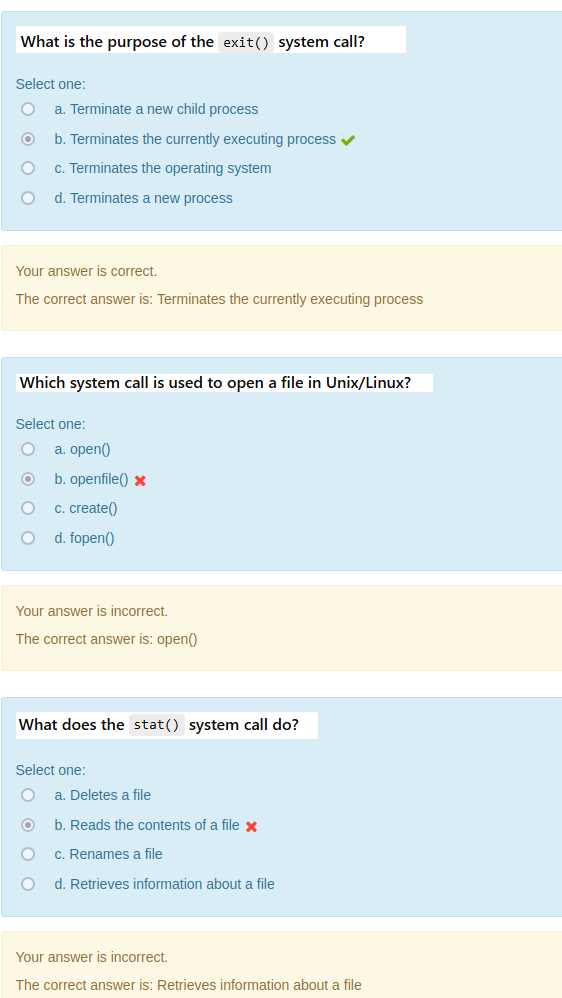 What is the purpose of the exit() system call?
Select one:
a. Terminate a new child process
b. Terminates the currently executing process
c. Terminates the operating system
d. Terminates a new process
Your answer is correct.
The correct answer is: Terminates the currently executing process
Which system call is used to open a file in Unix/Linux?
Select one:
a. open()
b. openfile()
c. create()
d. fopen()
Your answer is incorrect.
The correct answer is: open()
What does the stat() system call do?
Select one:
a. Deletes a file
b. Reads the contents of a file
c. Renames a file
d. Retrieves information about a file
Your answer is incorrect.
The correct answer is: Retrieves information about a file